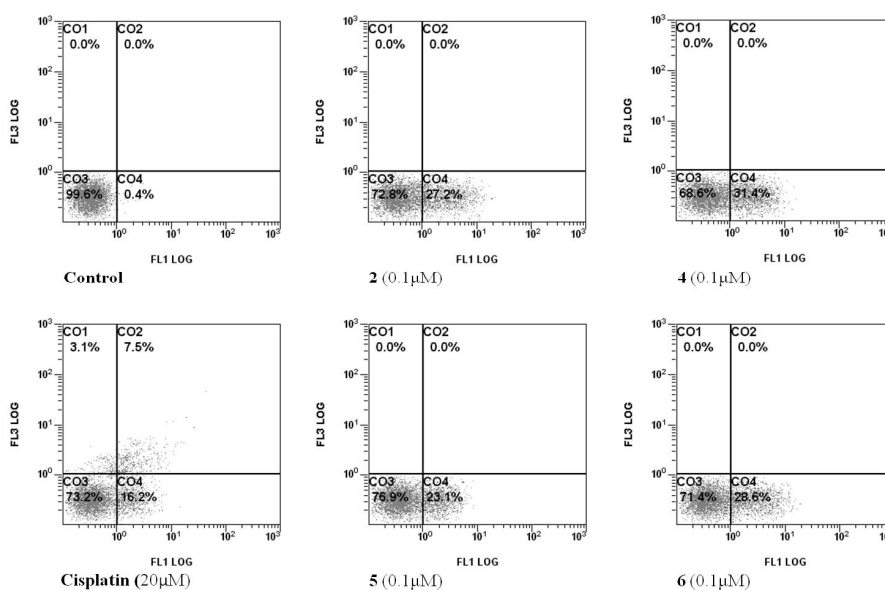 10³
CO1 CO2
0.0% 0.0%
10²
FL3 LOG
10¹
10⁰
CO3 CO4
99.6% 0.4%
10⁰ 10¹ 10² 10³
FL1 LOG
Control
10³
CO1 CO2
0.0% 0.0%
10²
FL3 LOG
10¹
10⁰
CO3 CO4
72.8% 27.2%
10⁰ 10¹ 10² 10³
FL1 LOG
2 (0.1µM)
10³
CO1 CO2
0.0% 0.0%
10²
FL3 LOG
10¹
10⁰
CO3 CO4
68.6% 31.4%
10⁰ 10¹ 10² 10³
FL1 LOG
4 (0.1µM)
10³
CO1 CO2
3.1% 7.5%
10²
FL3 LOG
10¹
10⁰
CO3 CO4
73.2% 16.2%
10⁰ 10¹ 10² 10³
FL1 LOG
Cisplatin (20µM)
10³
CO1 CO2
0.0% 0.0%
10²
FL3 LOG
10¹
10⁰
CO3 CO4
76.9% 23.1%
10⁰ 10¹ 10² 10³
FL1 LOG
5 (0.1µM)
10³
CO1 CO2
0.0% 0.0%
10²
FL3 LOG
10¹
10⁰
CO3 CO4
71.4% 28.6%
10⁰ 10¹ 10² 10³
FL1 LOG
6 (0.1µM)